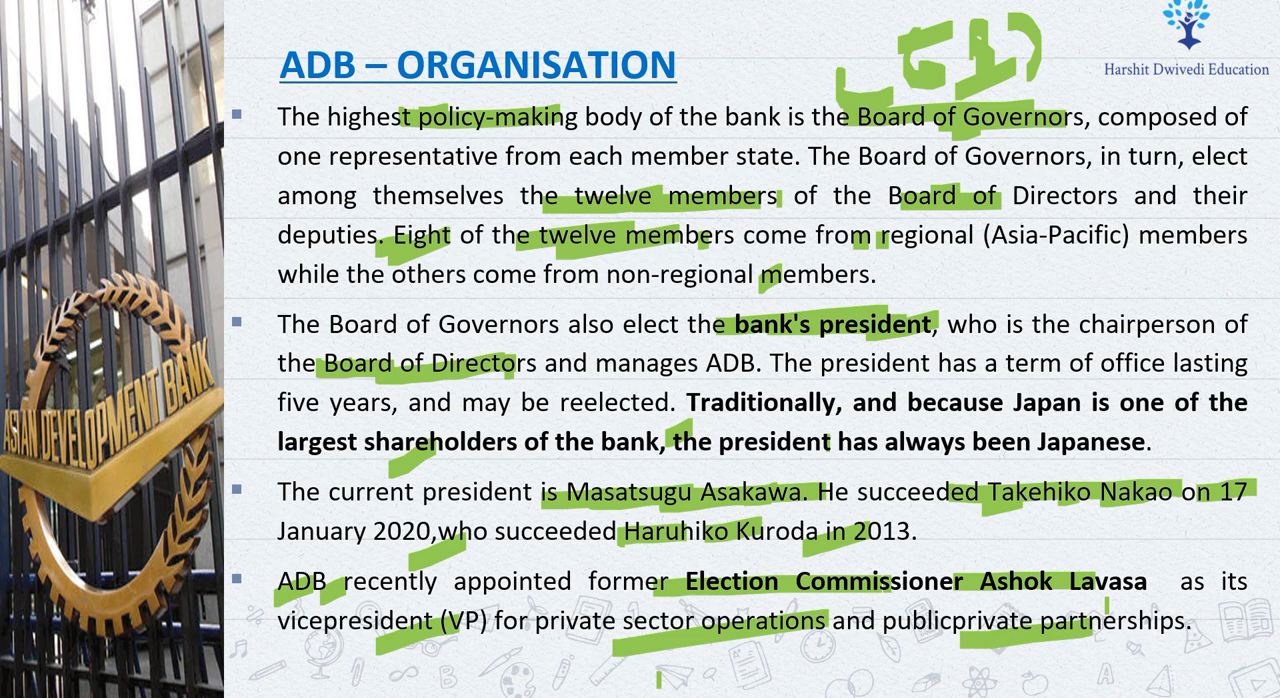 ADB – ORGANISATION
Harshit Dwivedi Education
The highest policy-making body of the bank is the Board of Governors, composed of
one representative from each member state. The Board of Governors, in turn, elect
among themselves the twelve members of the Board of Directors and their
deputies. Eight of the twelve members come from regional (Asia-Pacific) members
while the others come from non-regional members.
The Board of Governors also elect the bank's president, who is the chairperson of
the Board of Directors and manages ADB. The president has a term of office lasting
five years, and may be reelected. Traditionally, and because Japan is one of the
largest shareholders of the bank, the president has always been Japanese.
The current president is Masatsugu Asakawa. He succeeded Takehiko Nakao on 17
January 2020,who succeeded Haruhiko Kuroda in 2013.
ADB recently appointed former Election Commissioner Ashok Lavasa as its
vicepresident (VP) for private sector operations and publicprivate partnerships.
ASIAN DEVELOPMENT BANK